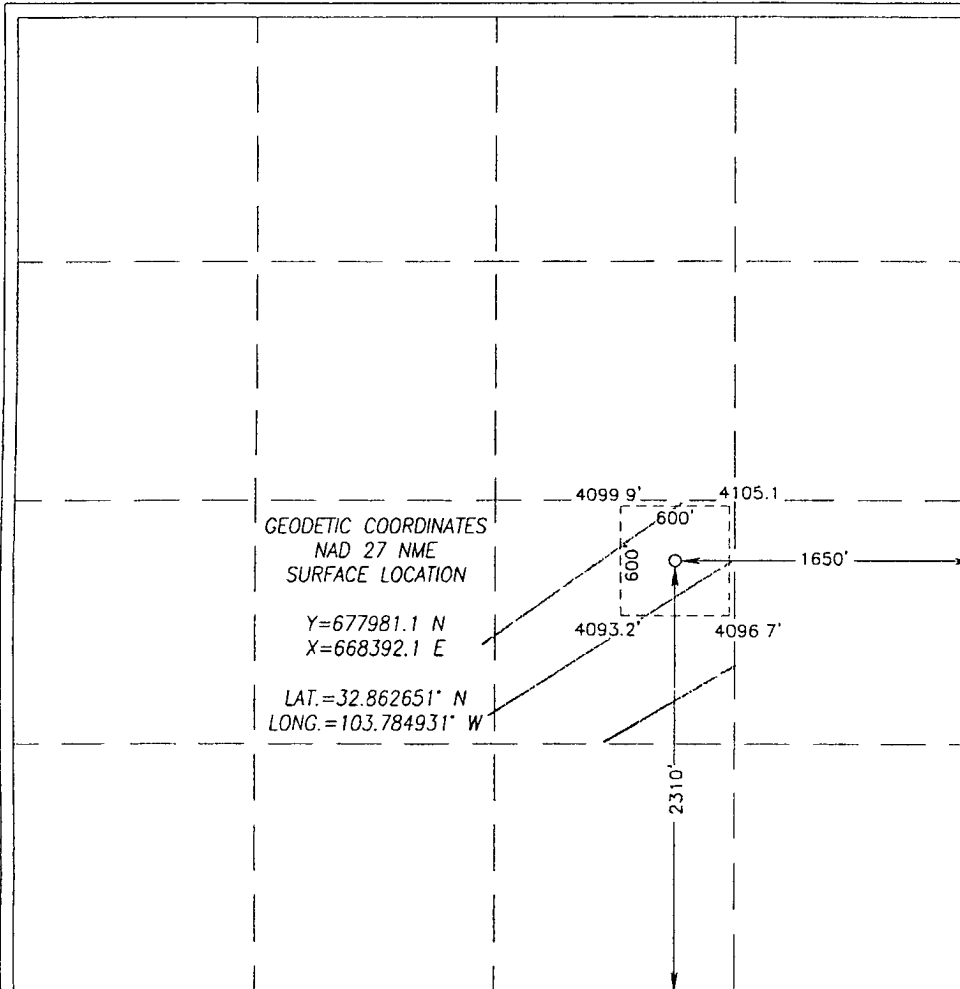 4099 9' 4105.1
600'
600'
1650'
4093.2' 4096 7'
GEODETIC COORDINATES
NAD 27 NME
SURFACE LOCATION
Y=677981.1 N
X=668392.1 E
LAT.=32.862651° N
LONG.=103.784931° W
2310'